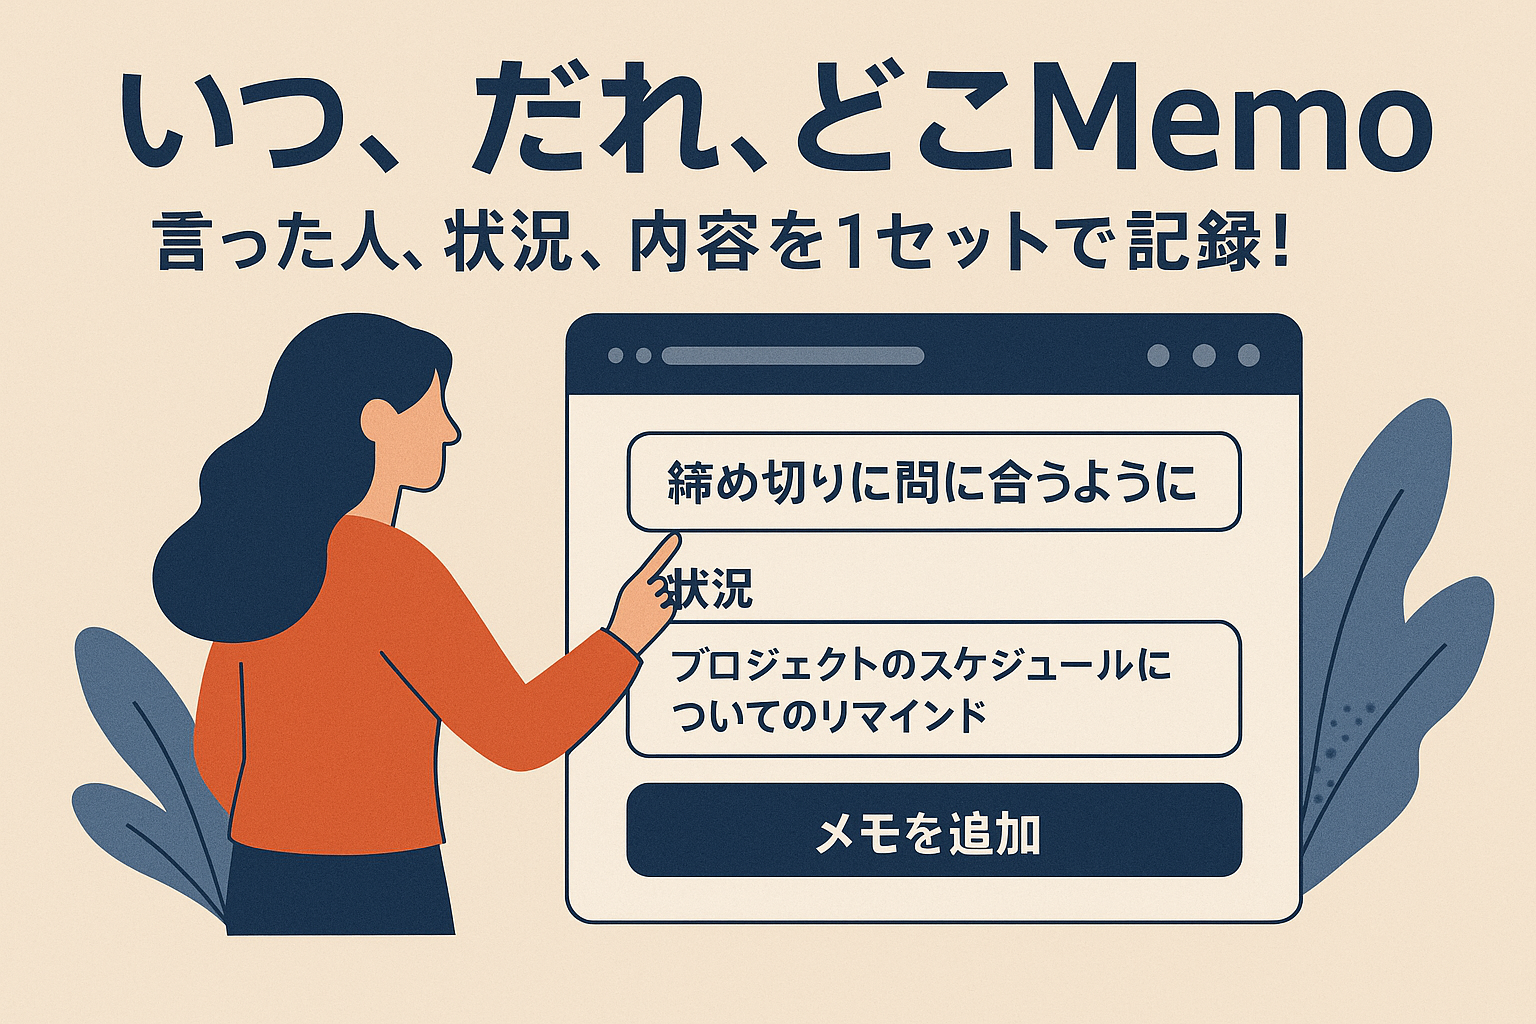 いつ、だれ、どこMemo
言った人、状況、内容を1セットで記録!
締め切りに問に合うように
状況
プロジェクトのスケジュールに
ついてのリマインド
メモを追加